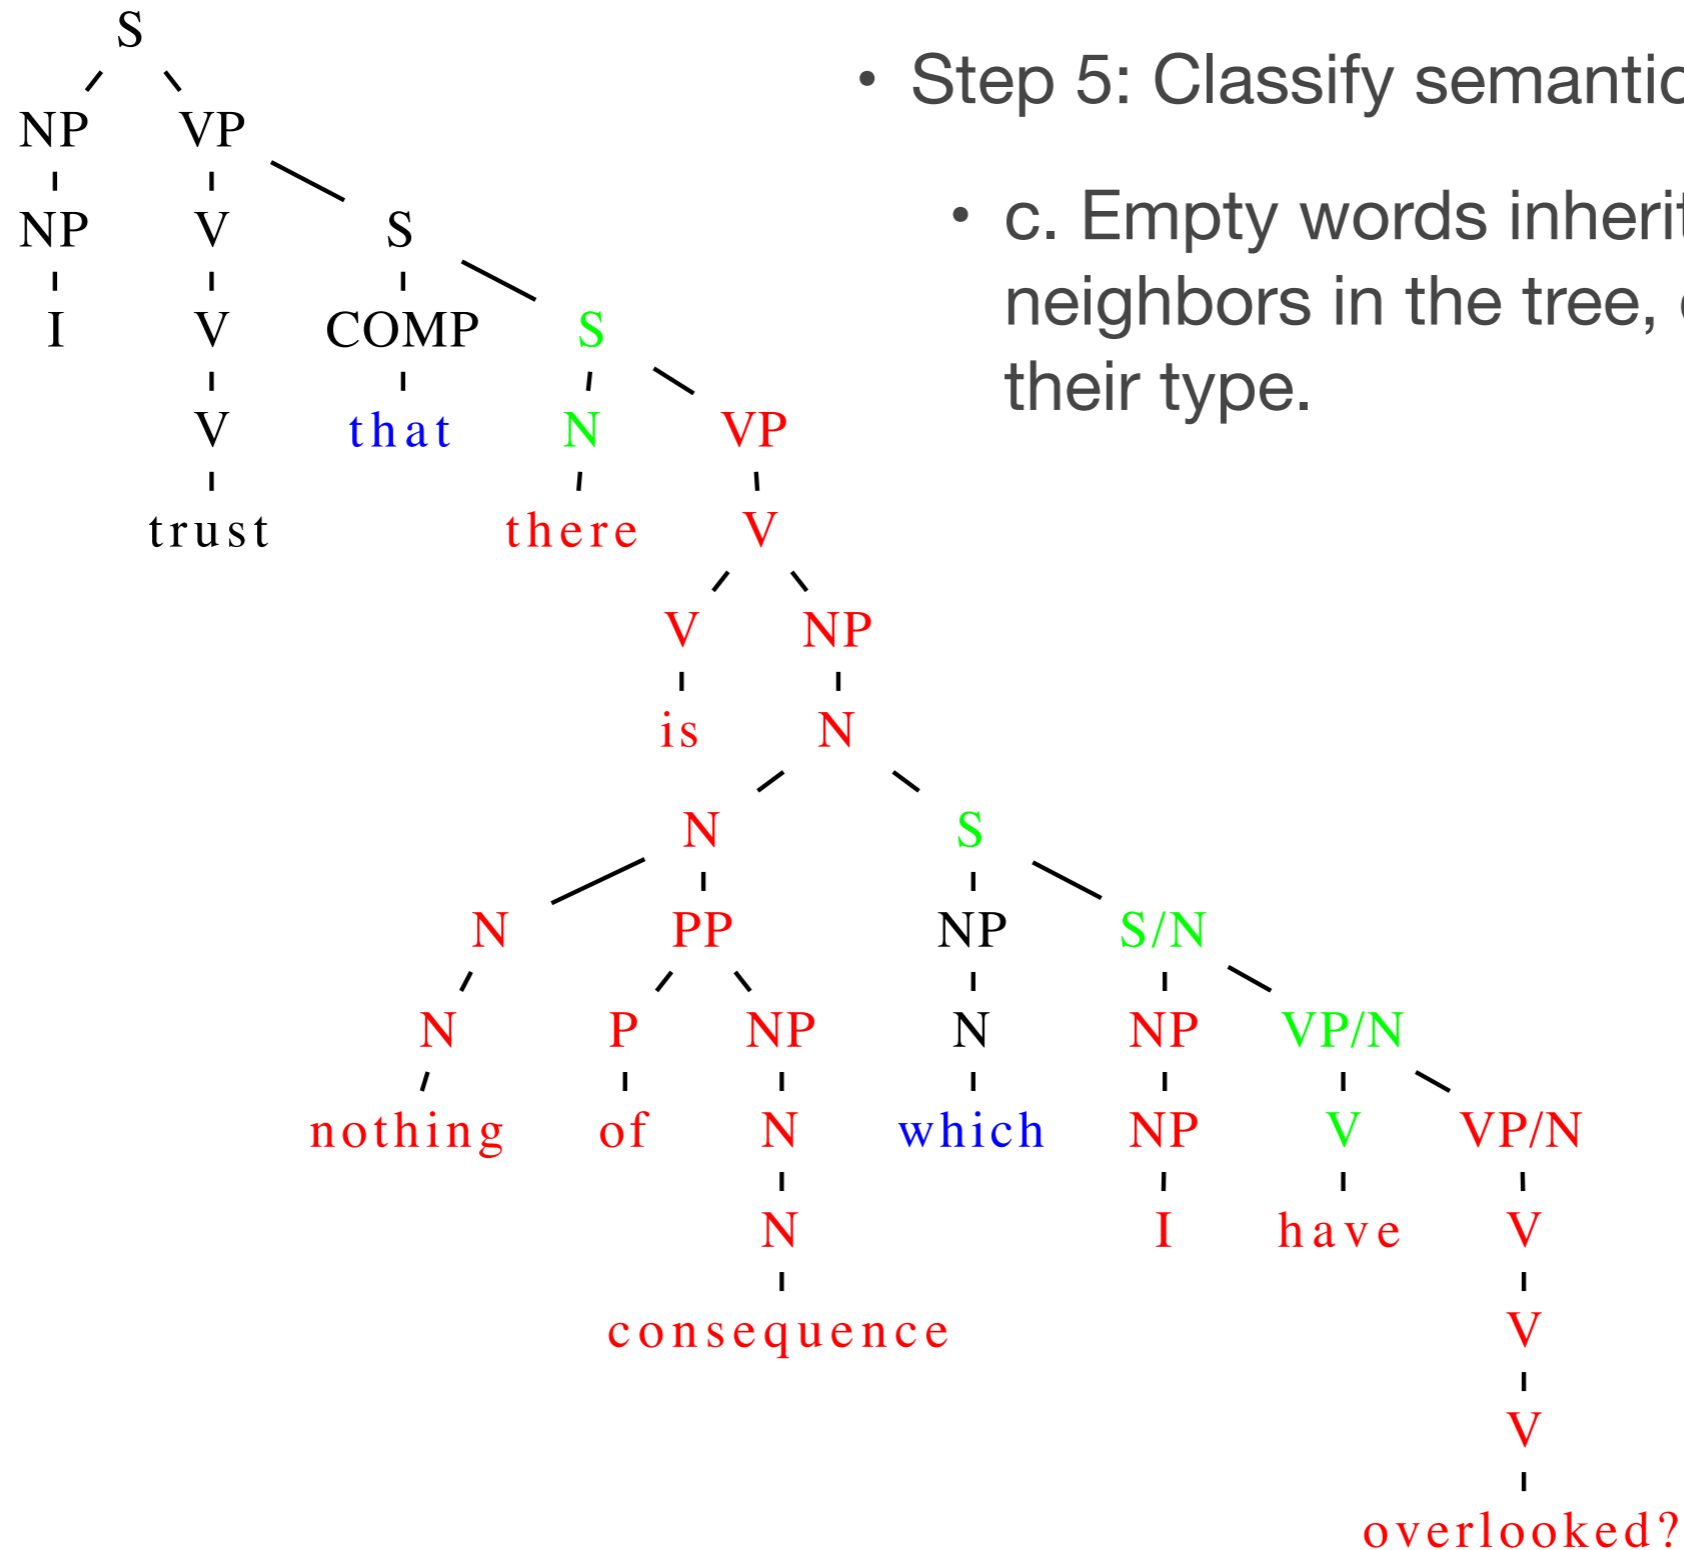 S
• Step 5: Classify semantic
NP VP
• c. Empty words inherit
NP V S
neighbors in the tree,
I V COMP S
their type.
V that N VP
trust there V
V NP
is N
N S
N PP NP S/N
N P NP N NP VP/N
nothing of N which NP V VP/N
N I have V
consequence V
V
overlooked?